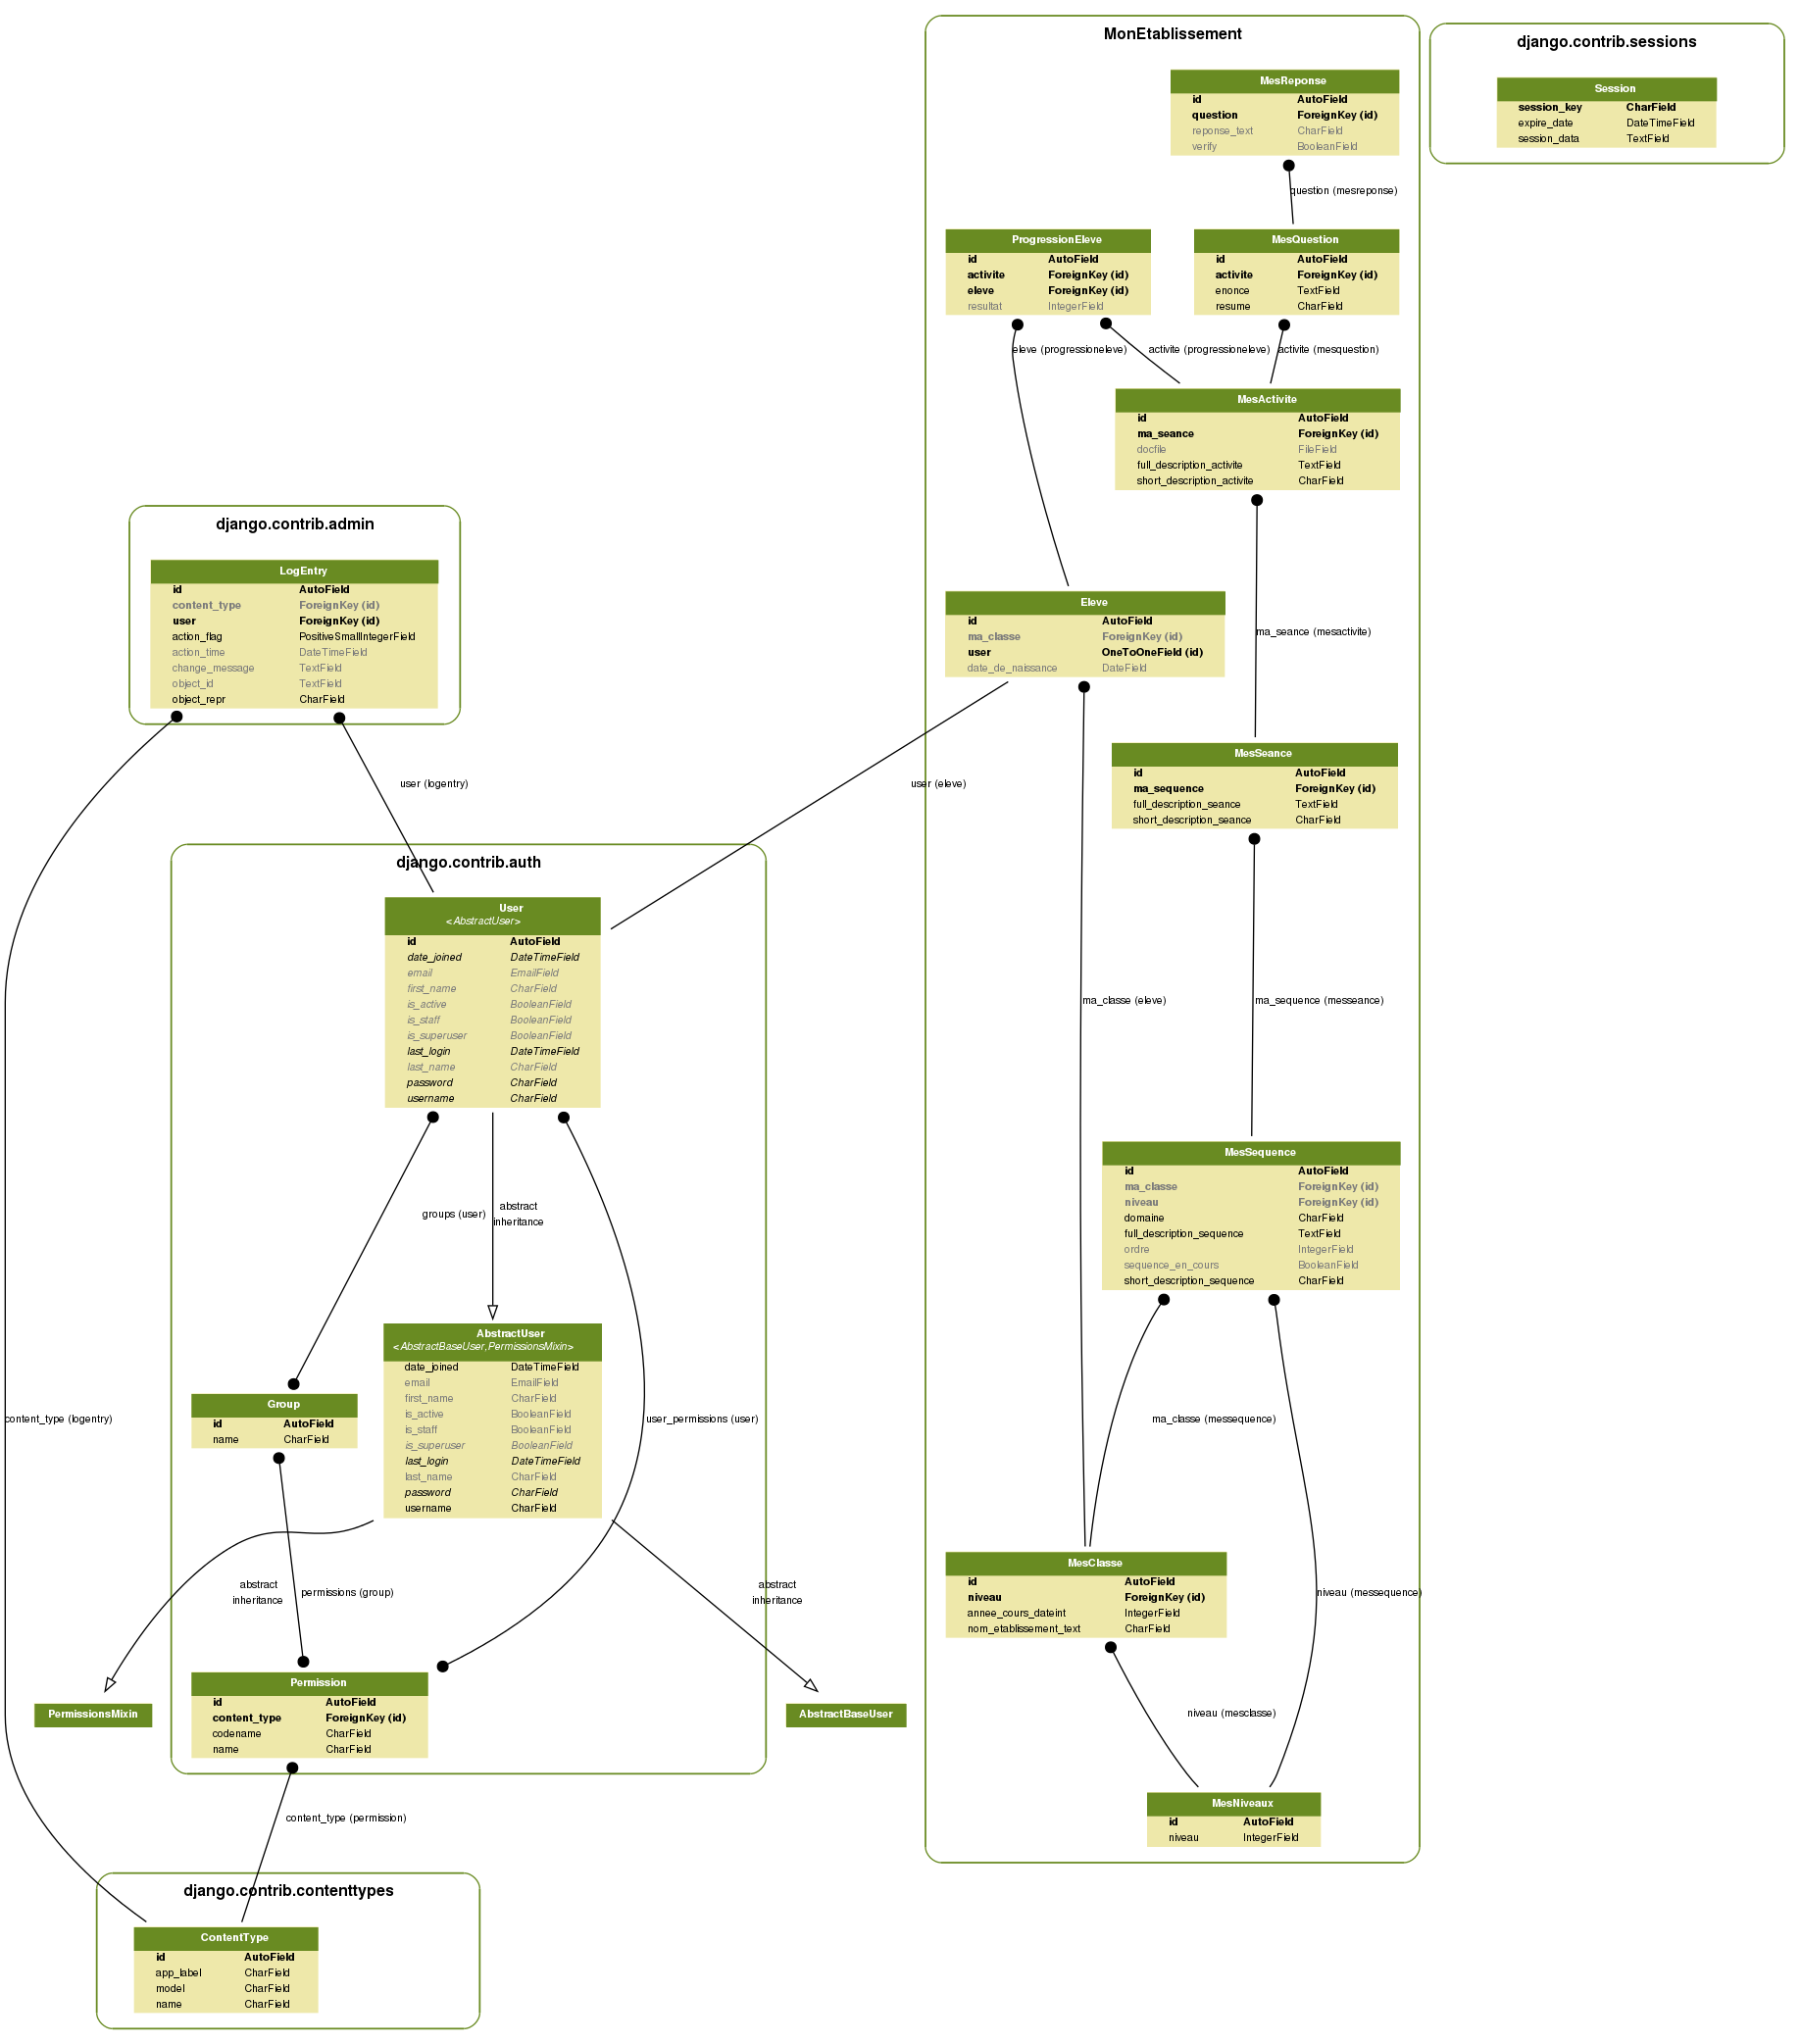 MonEtablissement
MesReponse
id AutoField
question ForeignKey (id)
reponse_text CharField
verify BooleanField
question (mesreponse)
ProgressionEleve
id AutoField
activite ForeignKey (id)
eleve ForeignKey (id)
resultat IntegerField
MesQuestion
id AutoField
activite ForeignKey (id)
enonce TextField
resume CharField
eleve (progressioneleve)
activite (progressioneleve)
activite (mesquestion)
MesActivite
id AutoField
ma_seance ForeignKey (id)
docfile FileField
full_description_activite TextField
short_description_activite CharField
Eleve
id AutoField
ma_classe ForeignKey (id)
user OneToOneField (id)
date_de_naissance DateField
ma_seance (mesactivite)
MesSeance
id AutoField
ma_sequence ForeignKey (id)
full_description_seance TextField
short_description_seance CharField
user (eleve)
ma_classe (eleve)
ma_sequence (messeance)
MesSequence
id AutoField
ma_classe ForeignKey (id)
niveau ForeignKey (id)
domaine CharField
full_description_sequence TextField
ordre IntegerField
sequence_en_cours BooleanField
short_description_sequence CharField
ma_classe (messequence)
niveau (messequence)
MesClasse
id AutoField
niveau ForeignKey (id)
annee_cours_dateint IntegerField
nom_etablissement_text CharField
niveau (mesclasse)
MesNiveaux
id AutoField
niveau IntegerField
django.contrib.sessions
Session
session_key CharField
expire_date DateTimeField
session_data TextField
django.contrib.admin
LogEntry
id AutoField
content_type ForeignKey (id)
user ForeignKey (id)
action_flag PositiveSmallIntegerField
action_time DateTimeField
change_message TextField
object_id TextField
object_repr CharField
user (logentry)
content_type (logentry)
django.contrib.auth
User
<AbstractUser>
id AutoField
date_joined DateTimeField
email EmailField
first_name CharField
is_active BooleanField
is_staff BooleanField
is_superuser BooleanField
last_login DateTimeField
last_name CharField
password CharField
username CharField
groups (user)
abstract
inheritance
user_permissions (user)
AbstractUser
<AbstractBaseUser,PermissionsMixin>
date_joined DateTimeField
email EmailField
first_name CharField
is_active BooleanField
is_staff BooleanField
is_superuser BooleanField
last_login DateTimeField
last_name CharField
password CharField
username CharField
Group
id AutoField
name CharField
abstract
inheritance
permissions (group)
abstract
inheritance
Permission
id AutoField
content_type ForeignKey (id)
codename CharField
name CharField
PermissionsMixin
AbstractBaseUser
content_type (permission)
django.contrib.contenttypes
ContentType
id AutoField
app_label CharField
model CharField
name CharField